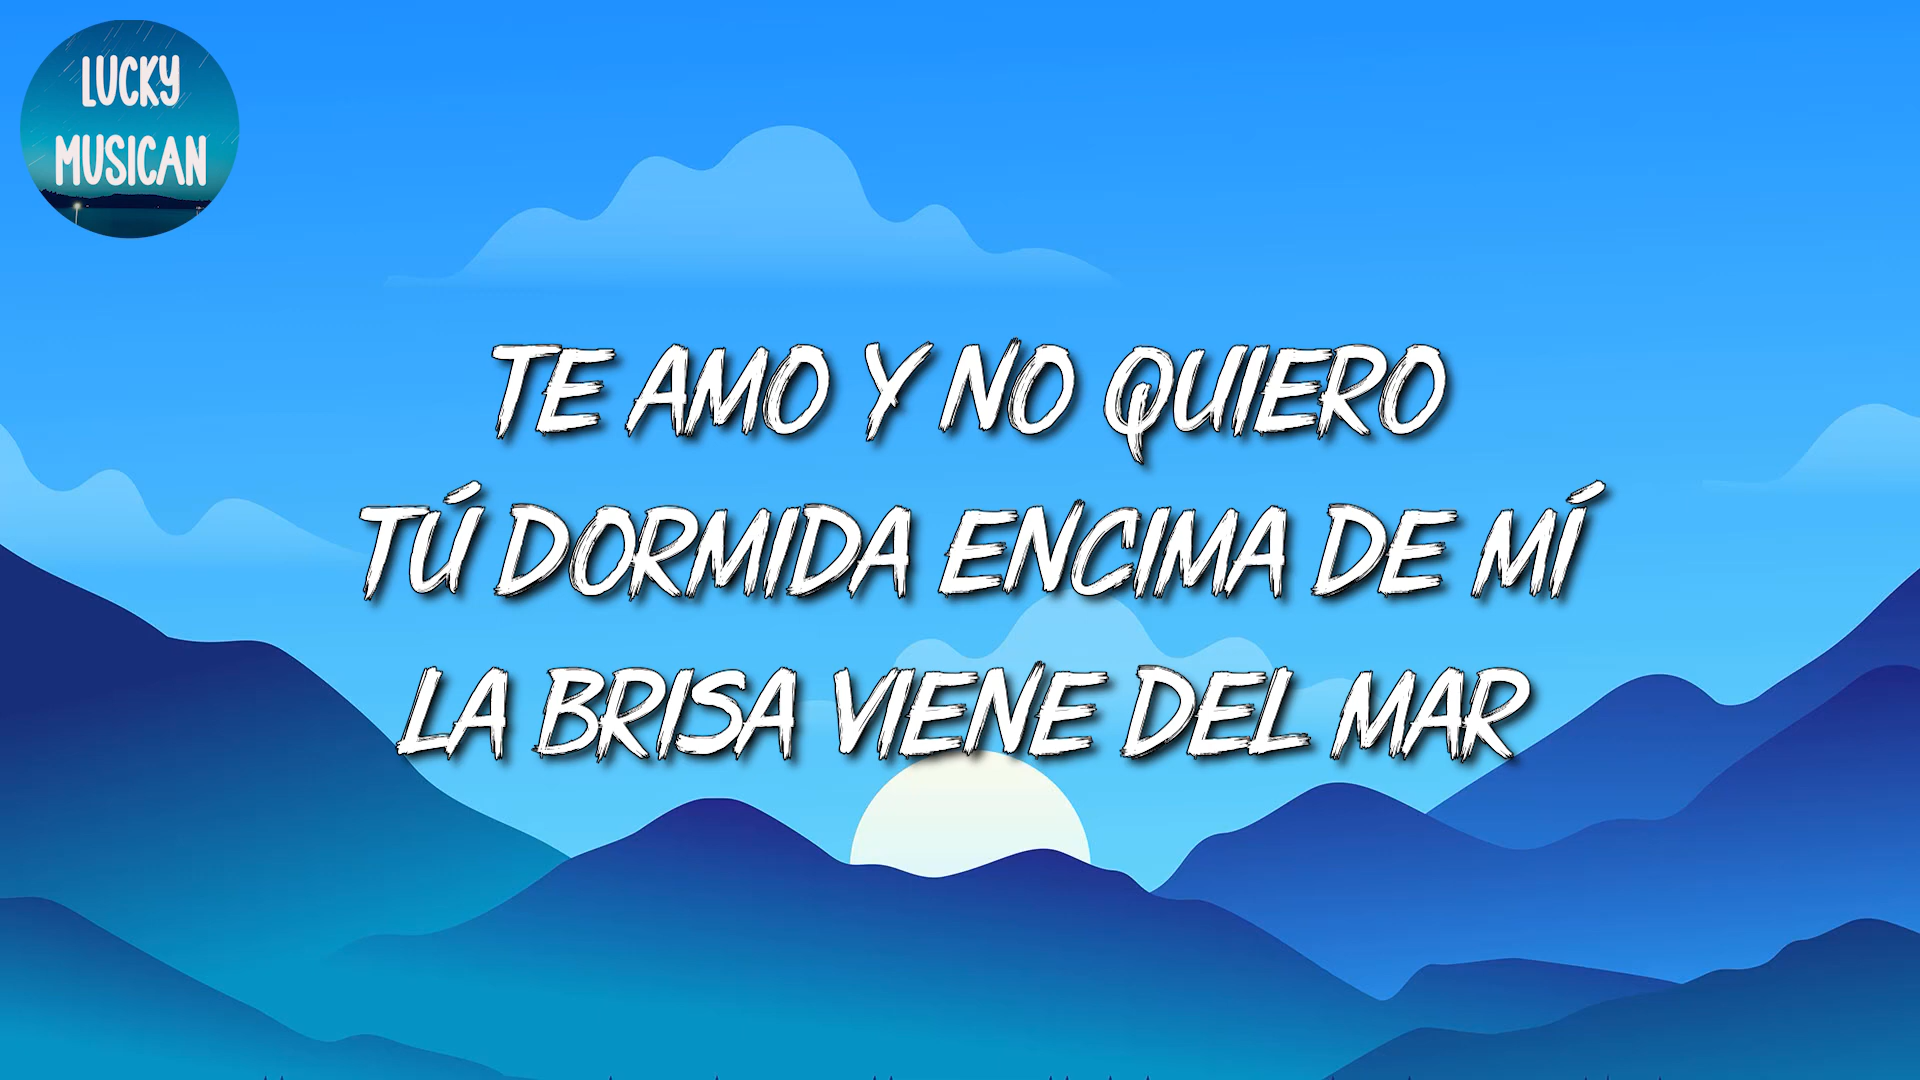 LUCKY
MUSICAN
TE AMO Y NO QUIERO
TÚ DORMIDA ENCIMA DE MÍ
LA BRISA VIENE DEL MAR